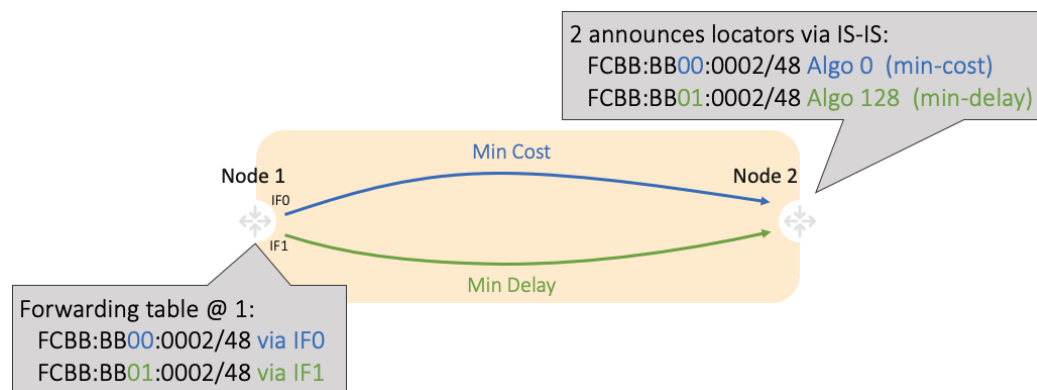 2 announces locators via IS-IS:
FCBB:BB00:0002/48 Algo 0 (min-cost)
FCBB:BB01:0002/48 Algo 128 (min-delay)
Min Cost
Node 1
Node 2
IF0
IF1
Min Delay
Forwarding table @ 1:
FCBB:BB00:0002/48 via IF0
FCBB:BB01:0002/48 via IF1